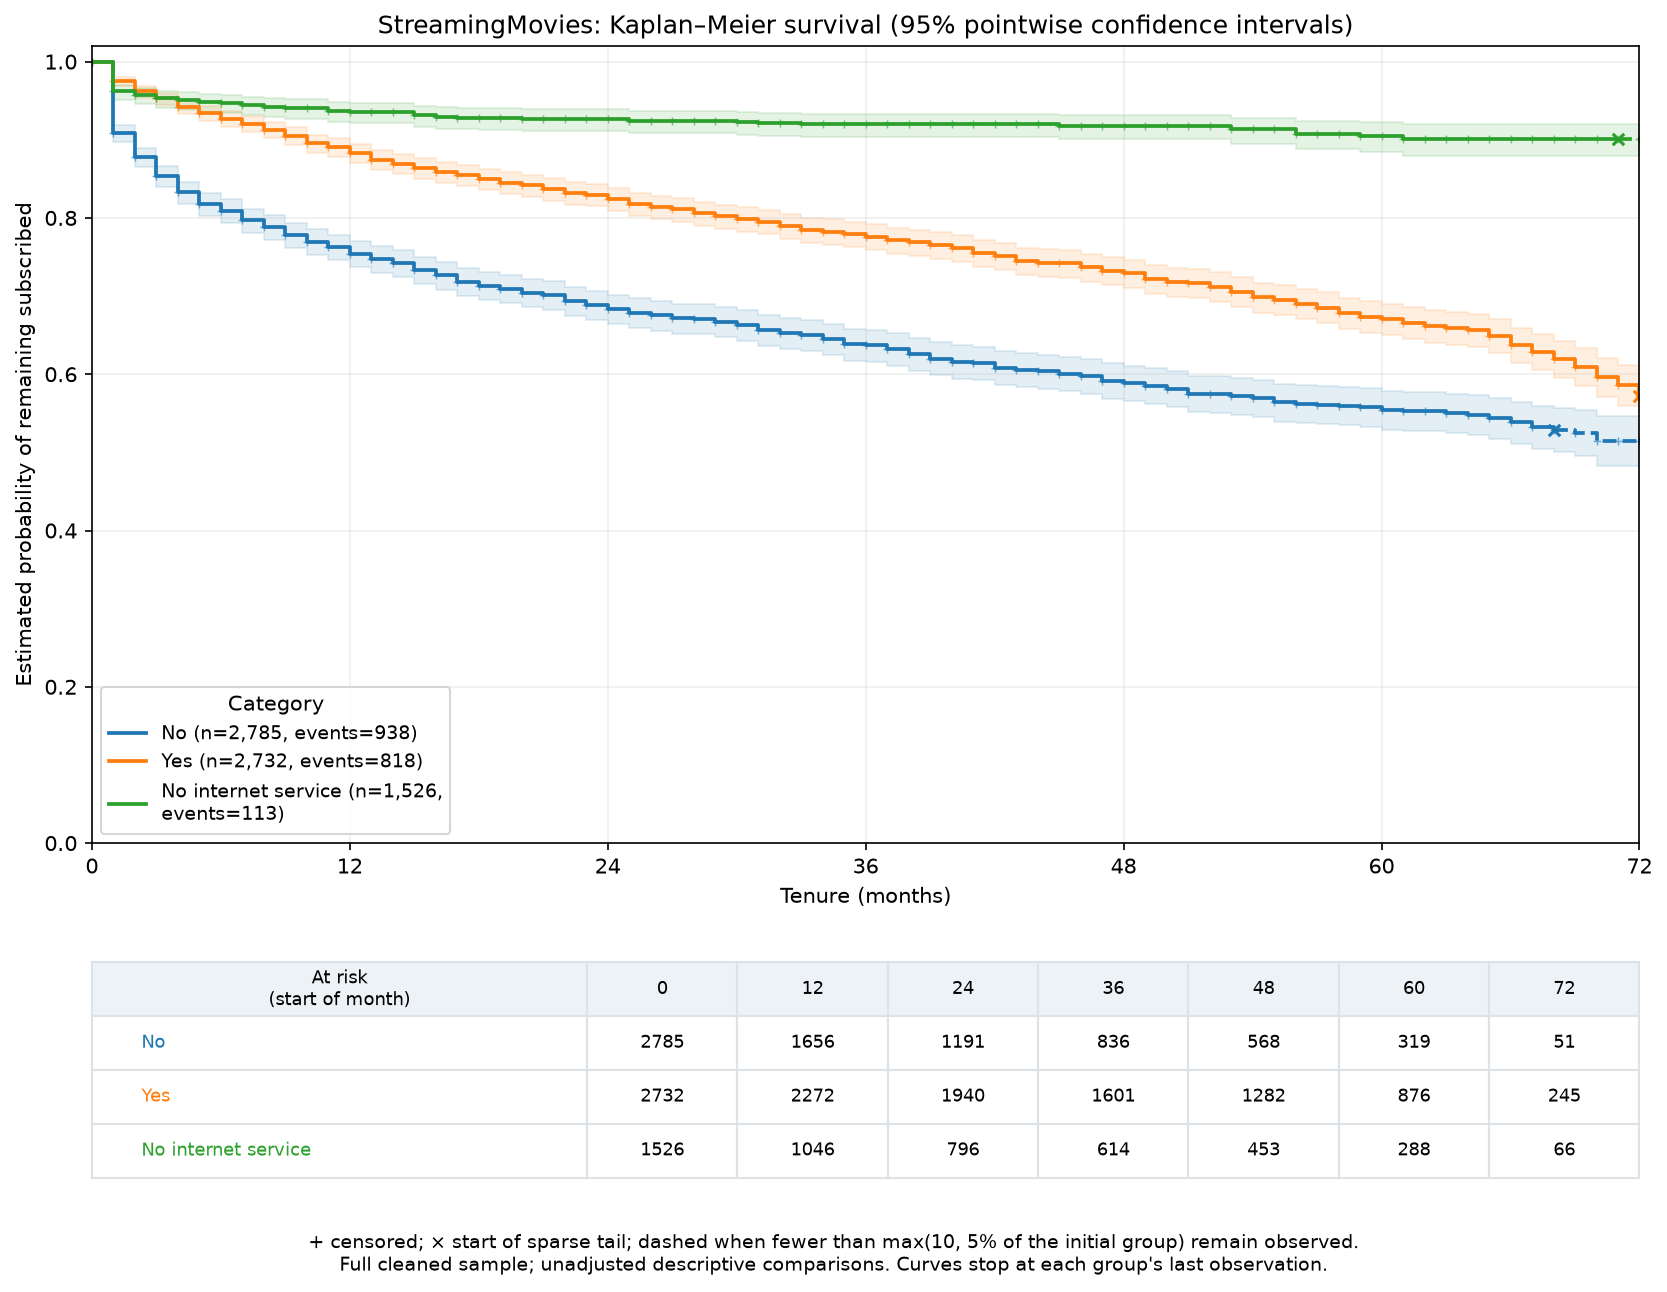 StreamingMovies: Kaplan–Meier survival (95% pointwise confidence intervals)
Estimated probability of remaining subscribed
1.0
0.8
0.6
0.4
0.2
0.0
Category
No (n=2,785, events=938)
Yes (n=2,732, events=818)
No internet service (n=1,526,
events=113)
0 12 24 36 48 60 72
Tenure (months)
At risk
(start of month) 0 12 24 36 48 60 72
No 2785 1656 1191 836 568 319 51
Yes 2732 2272 1940 1601 1282 876 245
No internet service 1526 1046 796 614 453 288 66
+ censored; × start of sparse tail; dashed when fewer than max(10, 5% of the initial group) remain observed.
Full cleaned sample; unadjusted descriptive comparisons. Curves stop at each group's last observation.